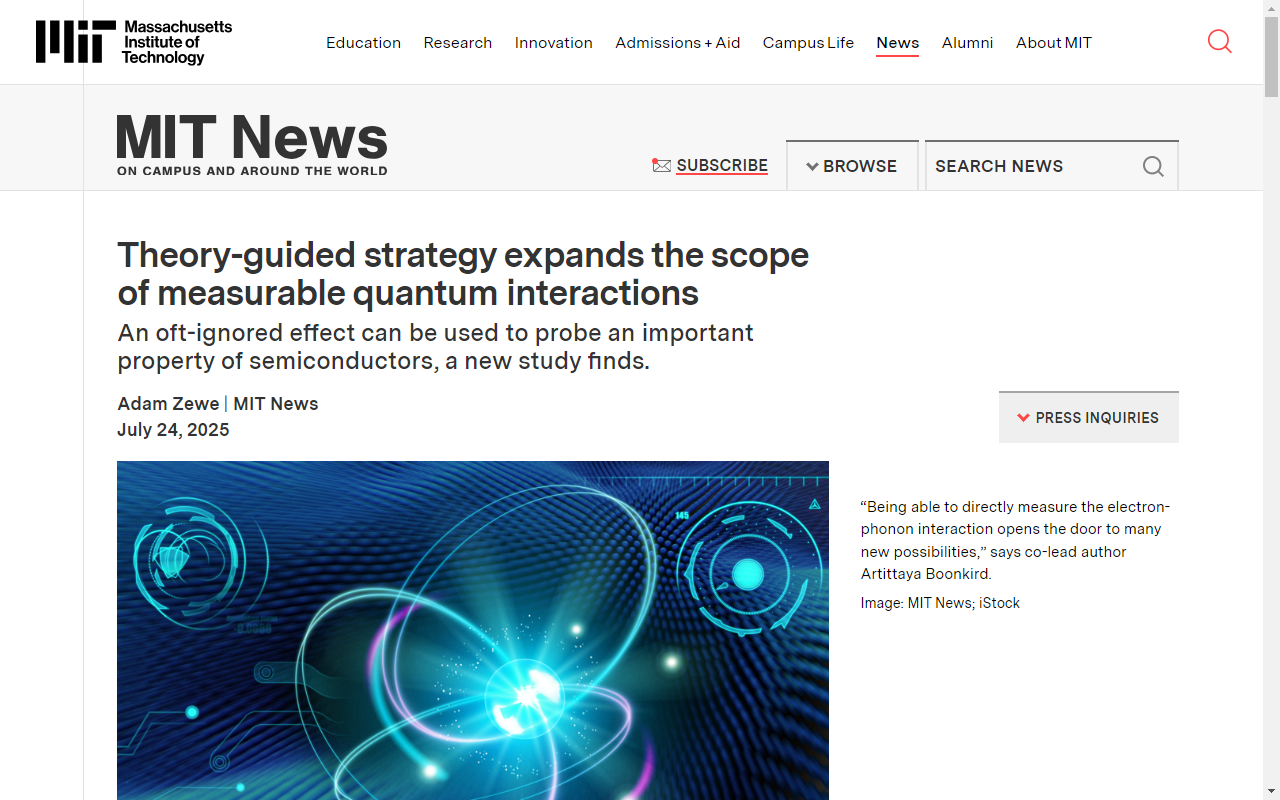 Massachusetts
Institute of
Technology
Education
Research
Innovation
Admissions + Aid
Campus Life
News
Alumni
About MIT
MIT News
ON CAMPUS AND AROUND THE WORLD
SUBSCRIBE
BROWSE
SEARCH NEWS
Theory-guided strategy expands the scope
of measurable quantum interactions
An oft-ignored effect can be used to probe an important
property of semiconductors, a new study finds.
Adam Zewe | MIT News
July 24, 2025
PRESS INQUIRIES
145
“Being able to directly measure the electron-
phonon interaction opens the door to many
new possibilities,” says co-lead author
Artittaya Boonkird.
Image: MIT News; iStock